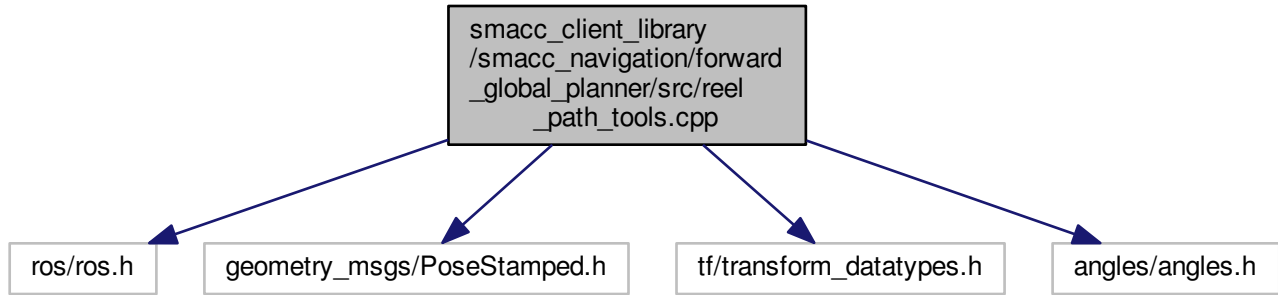 smacc_client_library
/smacc_navigation/forward
_global_planner/src/reel
_path_tools.cpp
ros/ros.h
geometry_msgs/PoseStamped.h
tf/transform_datatypes.h
angles/angles.h